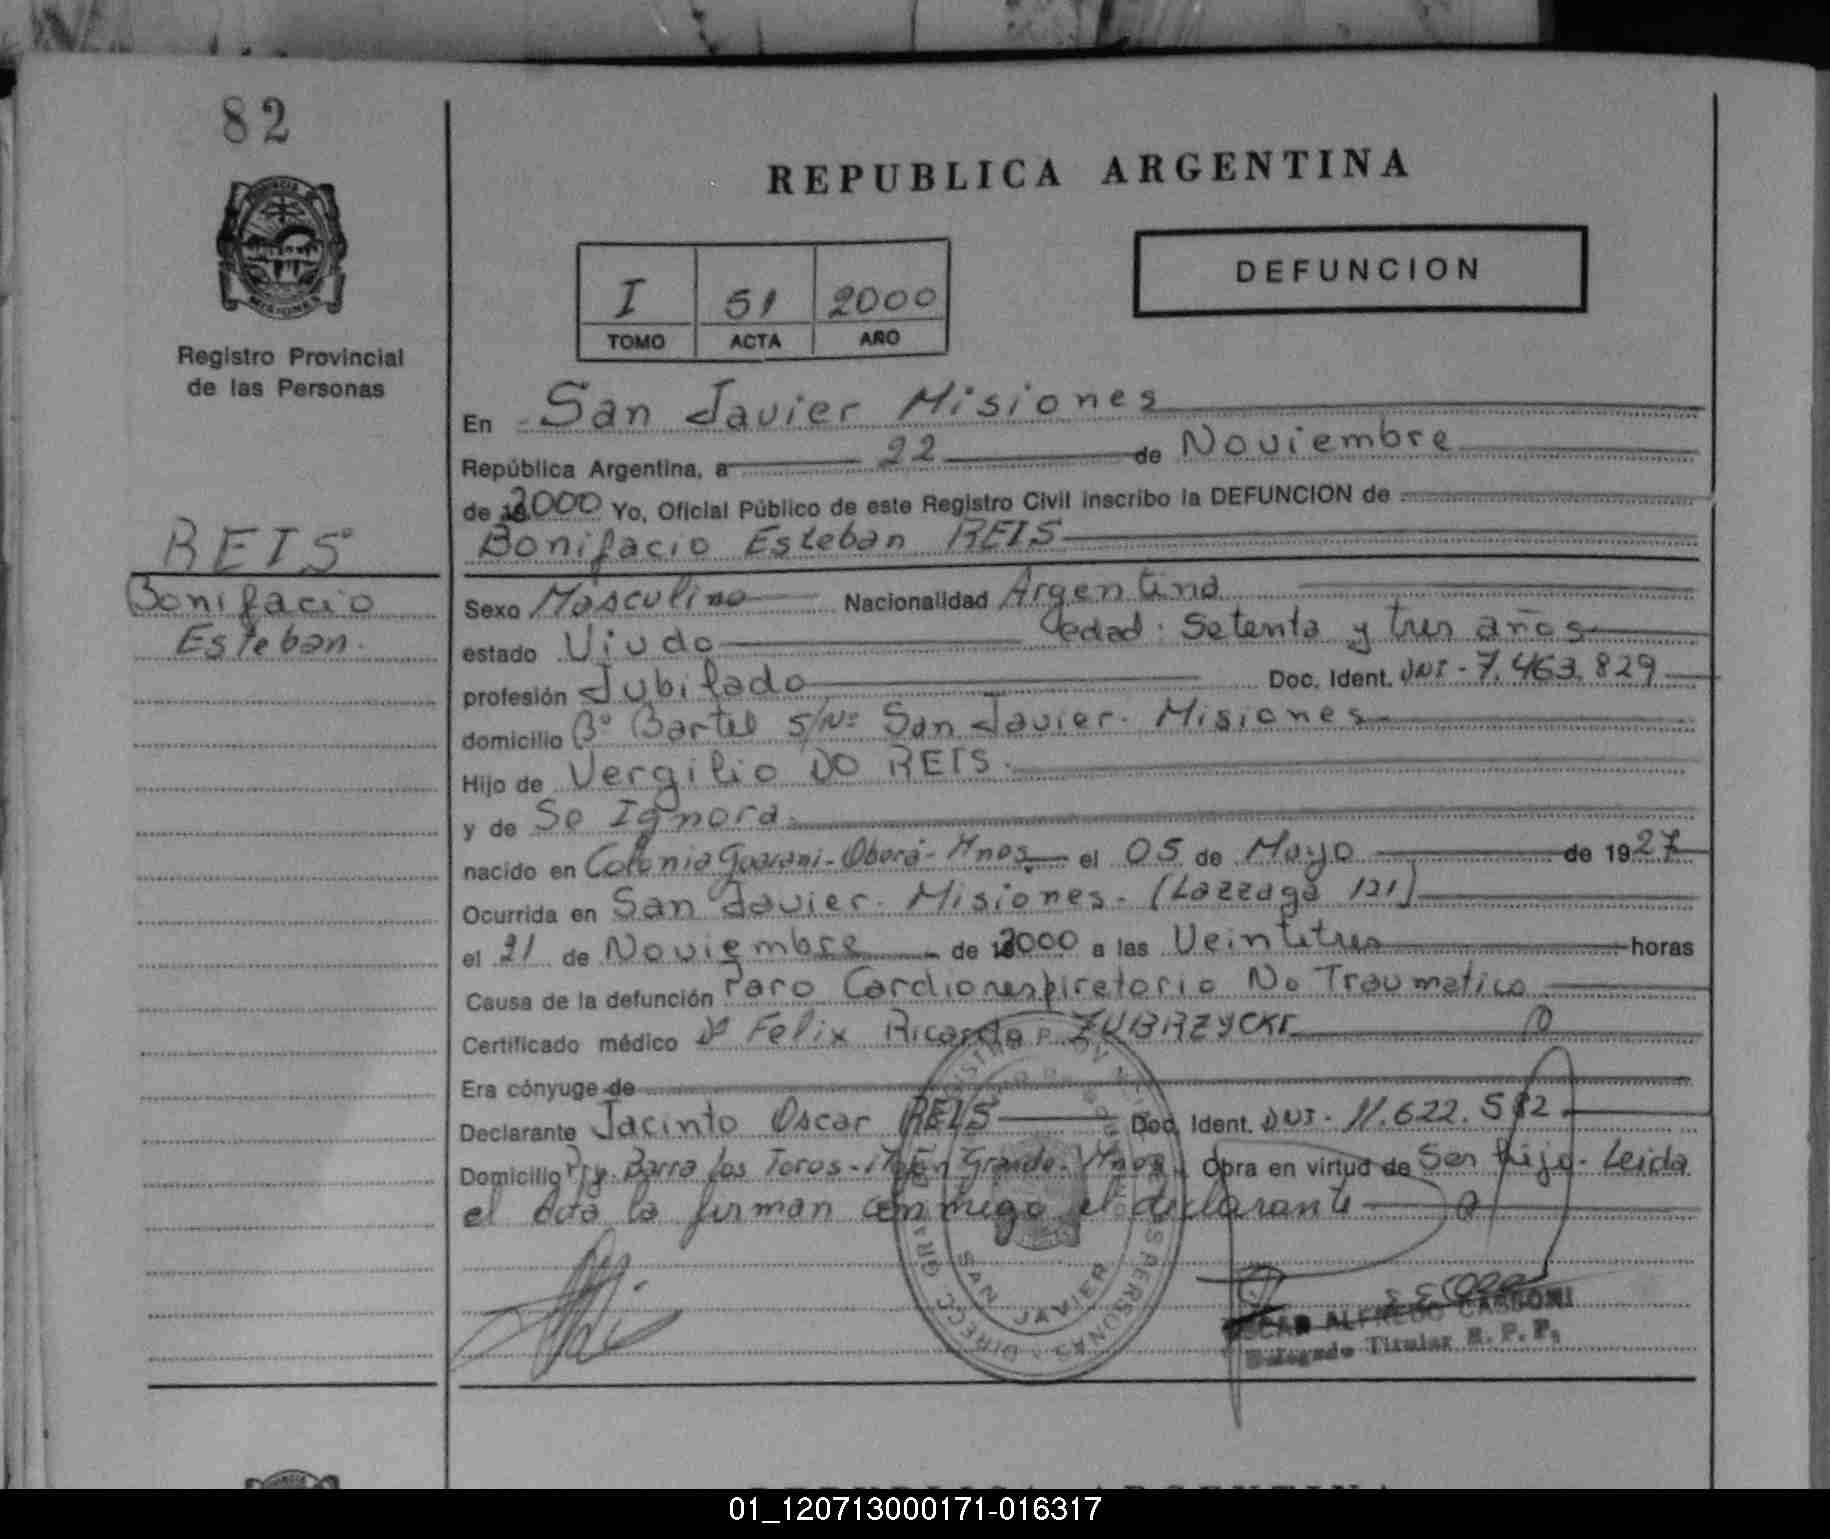 82
REPUBLICA ARGENTINA
DEFUNCION
I 51 2000
TOMO ACTA AÑO
Registro Provincial
de las Personas
En San Javier Misiones
República Argentina, a 22 de Noviembre
de 2000 Yo, Oficial Público de este Registro Civil inscribo la DEFUNCION de
Bonifacio Esteban REIS
REIS
Bonifacio
Esteban.
Sexo Masculino Nacionalidad Argentina
estado Viudo edad: Setenta y tres años
profesión Jubilado Doc. Ident. DNI - 7.463.829
domicilio Bº Bartel S/Nº San Javier. Misiones
Hijo de Vergilio DO REIS.
y de Se Ignora.
nacido en Colonia Guarani - Oberá - Mnes. el 05 de Mayo de 1927
Ocurrida en San Javier. Misiones. (Lazzaga 121)
el 21 de Noviembre de 2000 a las Veintitres horas
Causa de la defunción Paro Cardiorespiratorio No Traumatico
Certificado médico Dr Felix Ricardo ZUBRZYCKI
Era cónyuge de
Declarante Jacinto Oscar REIS Doc. Ident. DNI - 11.622.512
Domicilio Barra los Toros - Grande - Mnes. Obra en virtud de Ser hijo. Leida
el acta la firman conmigo el declarante
SAN JAVIER
OSCAR ALFREDO CASSONI
Delegado Titular R. P. P.
MISIONES
REPUBLICA ARGENTINA
01_120713000171-016317